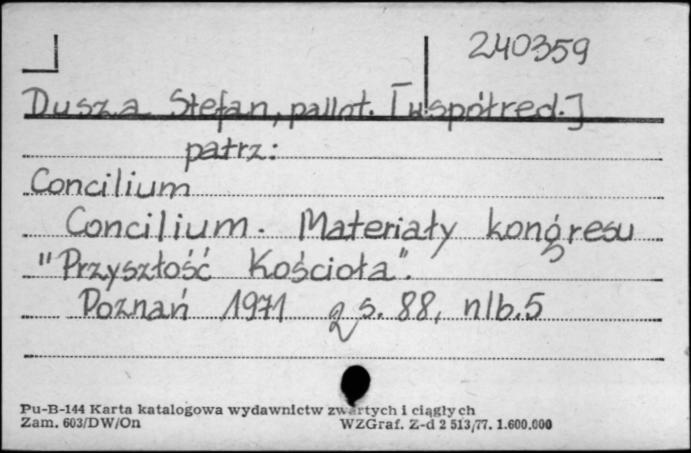 240359
Dusza Stefan, pallot. [współred.]
patrz:
Concilium
Concilium. Materiały kongresu
"Przyszłość Kościoła".
Poznań 1971 s. 88, nlb. 5
Pu-B-144 Karta katalogowa wydawnictw zwartych i ciągłych
Zam. 603/DW/On WZGraf. Z-d 2 513/77. 1.600.000